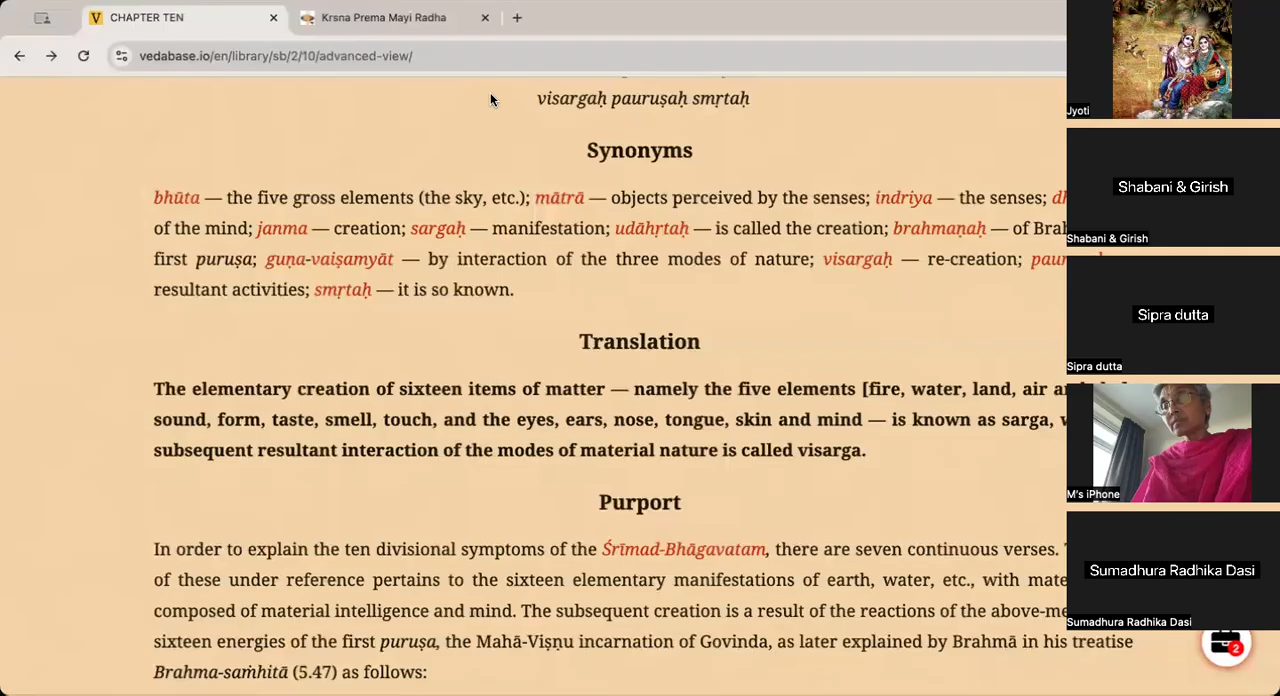 CHAPTER TEN
Krsna Prema Mayi Radha
vedabase.io/en/library/sb/2/10/advanced-view/
visargaḥ pauruṣaḥ smṛtaḥ
Synonyms
bhūta — the five gross elements (the sky, etc.); mātrā — objects perceived by the senses; indriya — the senses;
of the mind; janma — creation; sargaḥ — manifestation; udāhṛtaḥ — is called the creation; brahmaṇaḥ — of
first puruṣa; guṇa-vaiṣamyāt — by interaction of the three modes of nature; visargaḥ — re-creation;
resultant activities; smṛtaḥ — it is so known.
Translation
The elementary creation of sixteen items of matter — namely the five elements [fire, water, land, air
sound, form, taste, smell, touch, and the eyes, ears, nose, tongue, skin and mind — is known as sarga,
subsequent resultant interaction of the modes of material nature is called visarga.
Purport
In order to explain the ten divisional symptoms of the Śrīmad-Bhāgavatam, there are seven continuous verses.
of these under reference pertains to the sixteen elementary manifestations of earth, water, etc., with
composed of material intelligence and mind. The subsequent creation is a result of the reactions of the
sixteen energies of the first puruṣa, the Mahā-Viṣṇu incarnation of Govinda, as later explained by Brahmā in his treatise
Brahma-saṁhitā (5.47) as follows:
Jyoti
Shabani & Girish
Shabani & Girish
Sipra dutta
Sipra dutta
M's iPhone
Sumadhura Radhika Dasi
Sumadhura Radhika Dasi
2